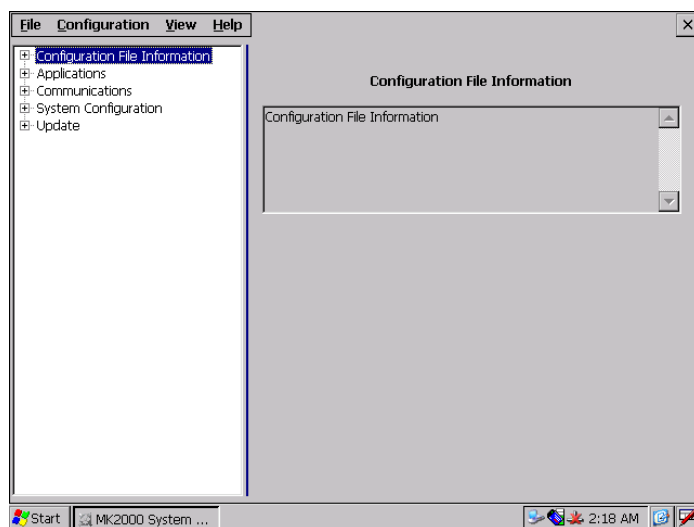 File Configuration View Help
Configuration File Information
Applications
Communications
System Configuration
Update
Configuration File Information
Configuration File Information
Start MK2000 System ... 2:18 AM